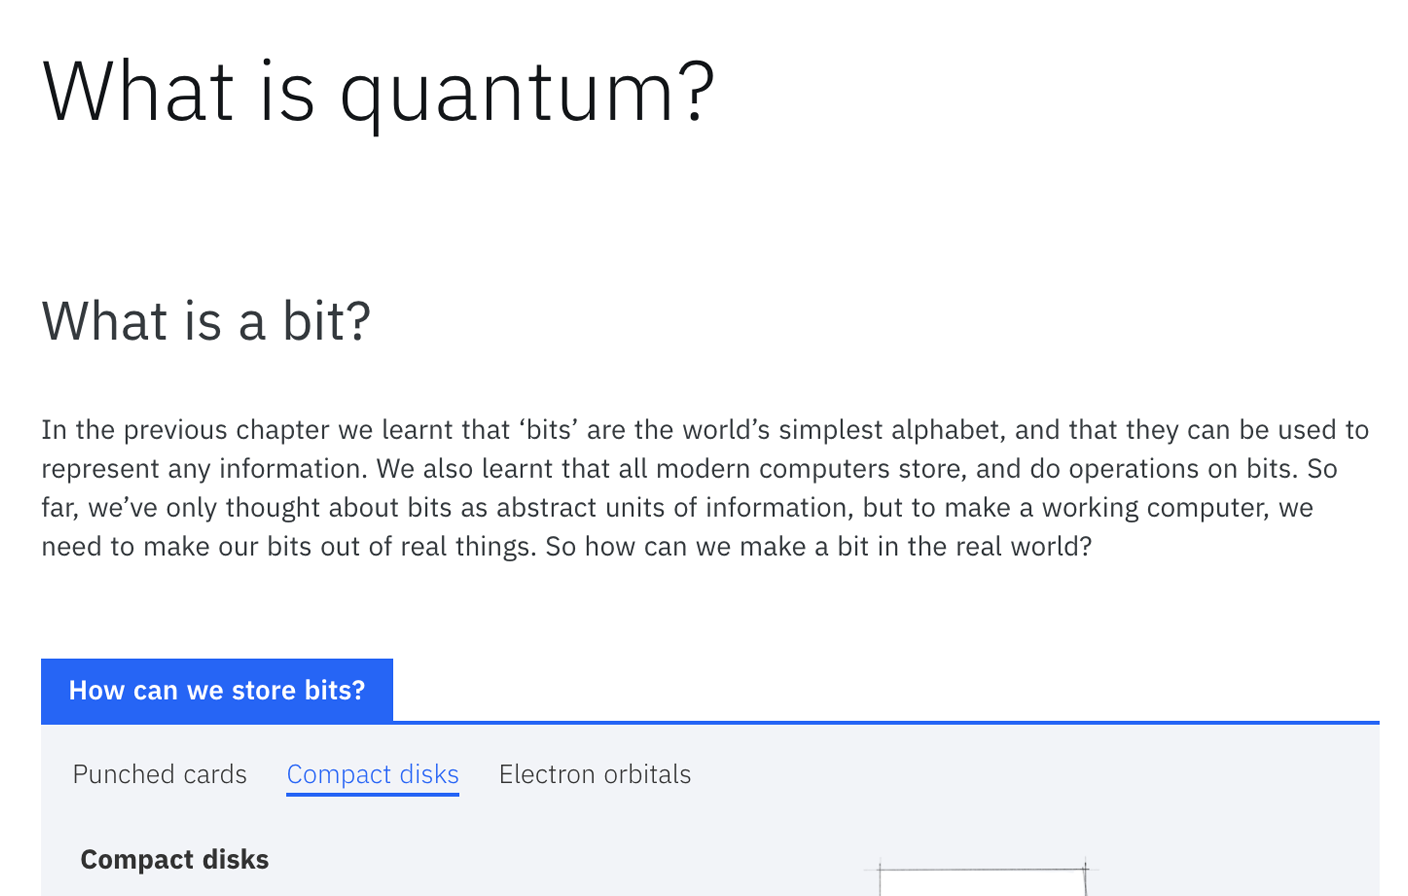 What is quantum?
What is a bit?
In the previous chapter we learnt that ‘bits’ are the world’s simplest alphabet, and that they can be used to
represent any information. We also learnt that all modern computers store, and do operations on bits. So
far, we’ve only thought about bits as abstract units of information, but to make a working computer, we
need to make our bits out of real things. So how can we make a bit in the real world?
How can we store bits?
Punched cards Compact disks Electron orbitals
Compact disks